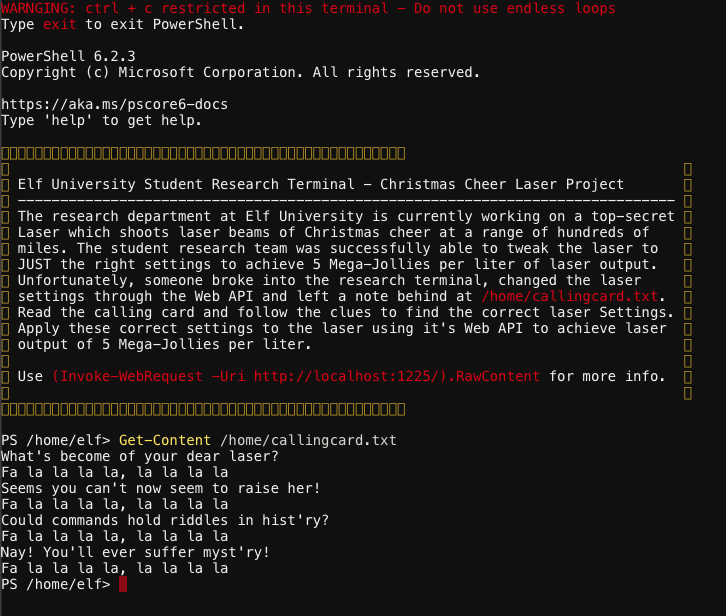 WARNGING: ctrl + c restricted in this terminal - Do not use endless loops
Type exit to exit PowerShell.
PowerShell 6.2.3
Copyright (c) Microsoft Corporation. All rights reserved.
https://aka.ms/pscore6-docs
Type 'help' to get help.
Elf University Student Research Terminal - Christmas Cheer Laser Project
------------------------------------------------------------------------------
The research department at Elf University is currently working on a top-secret
Laser which shoots laser beams of Christmas cheer at a range of hundreds of
miles. The student research team was successfully able to tweak the laser to
JUST the right settings to achieve 5 Mega-Jollies per liter of laser output.
Unfortunately, someone broke into the research terminal, changed the laser
settings through the Web API and left a note behind at /home/callingcard.txt.
Read the calling card and follow the clues to find the correct laser Settings.
Apply these correct settings to the laser using it's Web API to achieve laser
output of 5 Mega-Jollies per liter.
Use (Invoke-WebRequest -Uri http://localhost:1225/).RawContent for more info.
PS /home/elf> Get-Content /home/callingcard.txt
What's become of your dear laser?
Fa la la la la, la la la la
Seems you can't now seem to raise her!
Fa la la la la, la la la la
Could commands hold riddles in hist'ry?
Fa la la la la, la la la la
Nay! You'll ever suffer myst'ry!
Fa la la la la, la la la la
PS /home/elf>